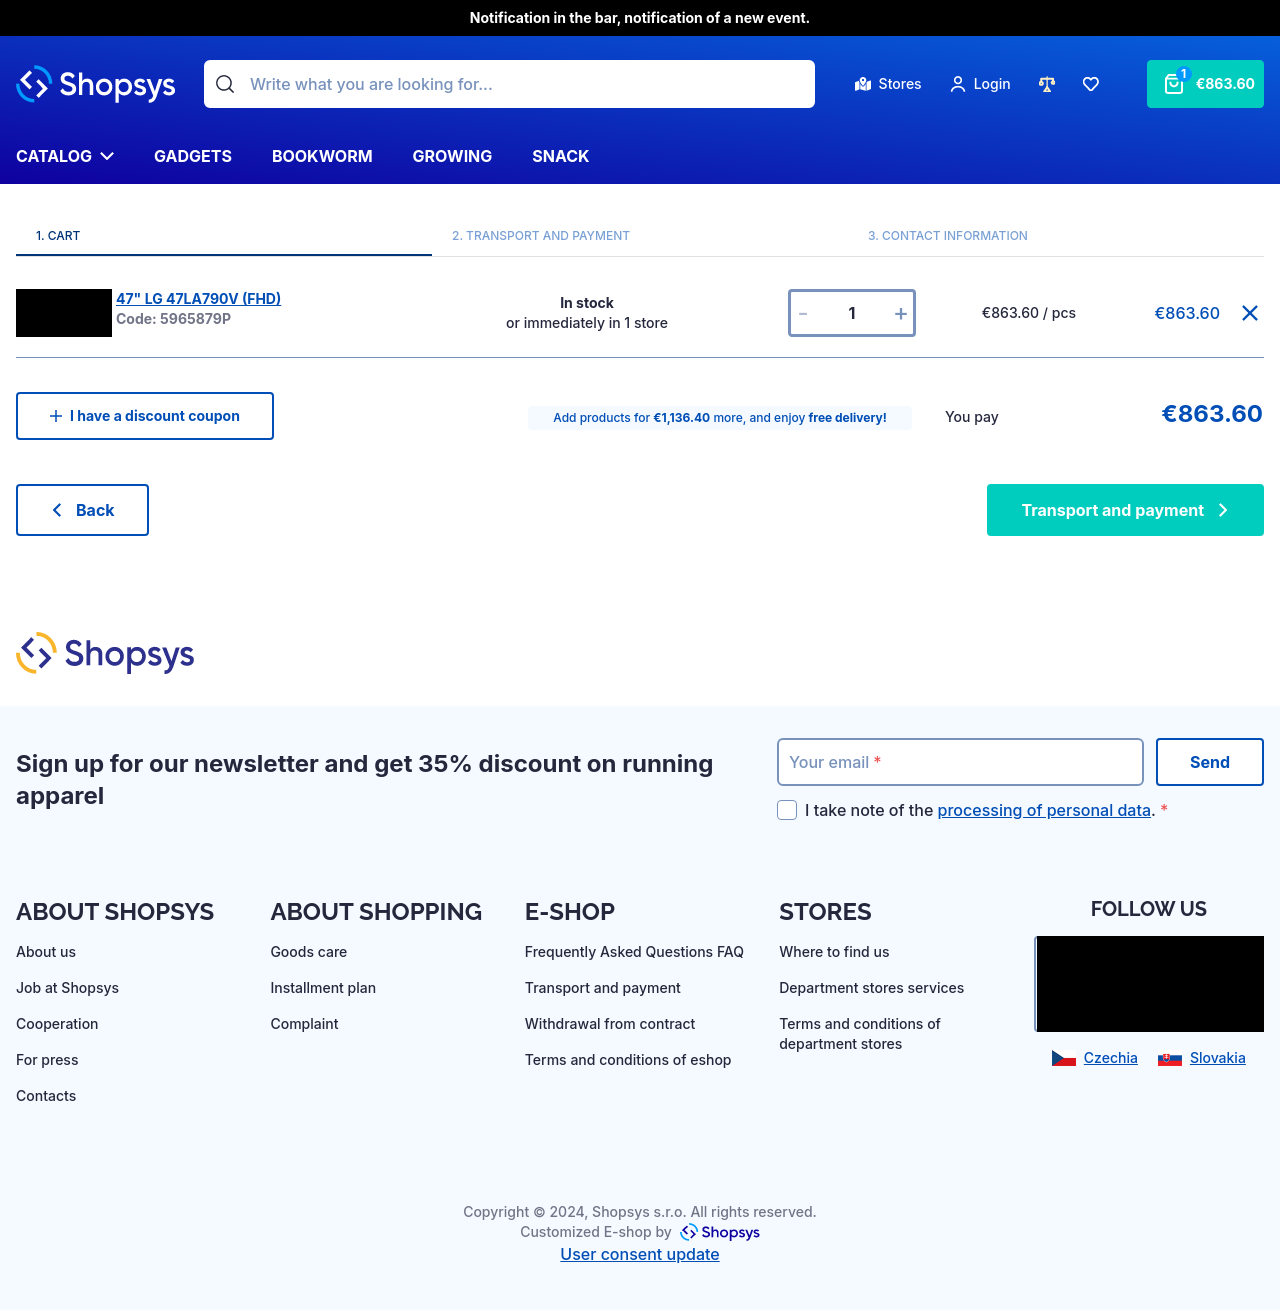 Notification in the bar, notification of a new event.
Shopsys
Write what you are looking for...
Stores
Login
1
€863.60
CATALOG
GADGETS
BOOKWORM
GROWING
SNACK
1. CART
2. TRANSPORT AND PAYMENT
3. CONTACT INFORMATION
47" LG 47LA790V (FHD)
Code: 5965879P
In stock
or immediately in 1 store
- 1 +
€863.60 / pcs
€863.60
I have a discount coupon
Add products for €1,136.40 more, and enjoy free delivery!
You pay
€863.60
Back
Transport and payment
Shopsys
Sign up for our newsletter and get 35% discount on running
apparel
Your email *
Send
I take note of the processing of personal data. *
ABOUT SHOPSYS
About us
Job at Shopsys
Cooperation
For press
Contacts
ABOUT SHOPPING
Goods care
Installment plan
Complaint
E-SHOP
Frequently Asked Questions FAQ
Transport and payment
Withdrawal from contract
Terms and conditions of eshop
STORES
Where to find us
Department stores services
Terms and conditions of
department stores
FOLLOW US
Czechia
Slovakia
Copyright © 2024, Shopsys s.r.o. All rights reserved.
Customized E-shop by Shopsys
User consent update